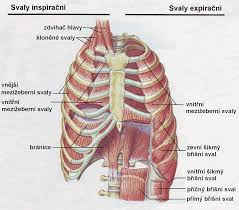 Svaly inspirační
Svaly expirační
zdvihač hlavy
kloněné svaly
vnější
mezižeberní svaly
vnitřní
mezižeberní svaly
bránice
vnitřní
mezižeberní svaly
zevní šikmý
břišní sval
vnitřní šikmý
břišní sval
příčný břišní sval
přímý břišní sval